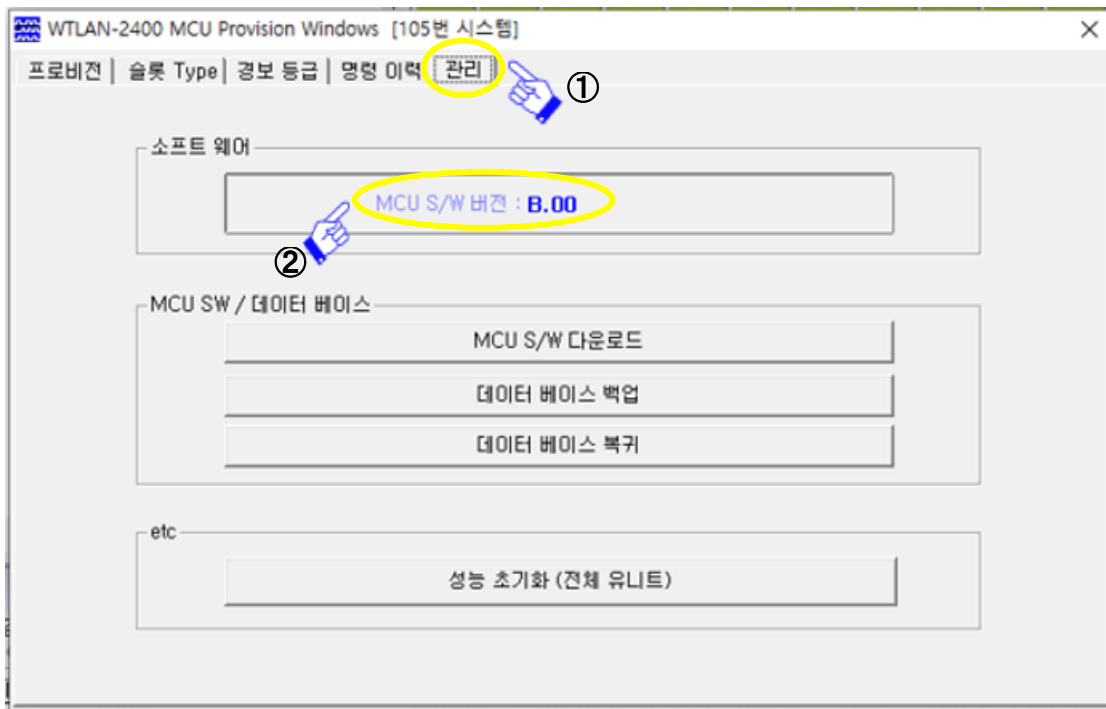 WTLAN-2400 MCU Provision Windows [105번 시스템]
프로비젼 슬롯 Type 경보 등급 명령 이력 관리
①
소프트 웨어
MCU S/W 버젼 : B.00
②
MCU SW / 데이터 베이스
MCU S/W 다운로드
데이터 베이스 백업
데이터 베이스 복귀
etc
성능 초기화 (전체 유니트)